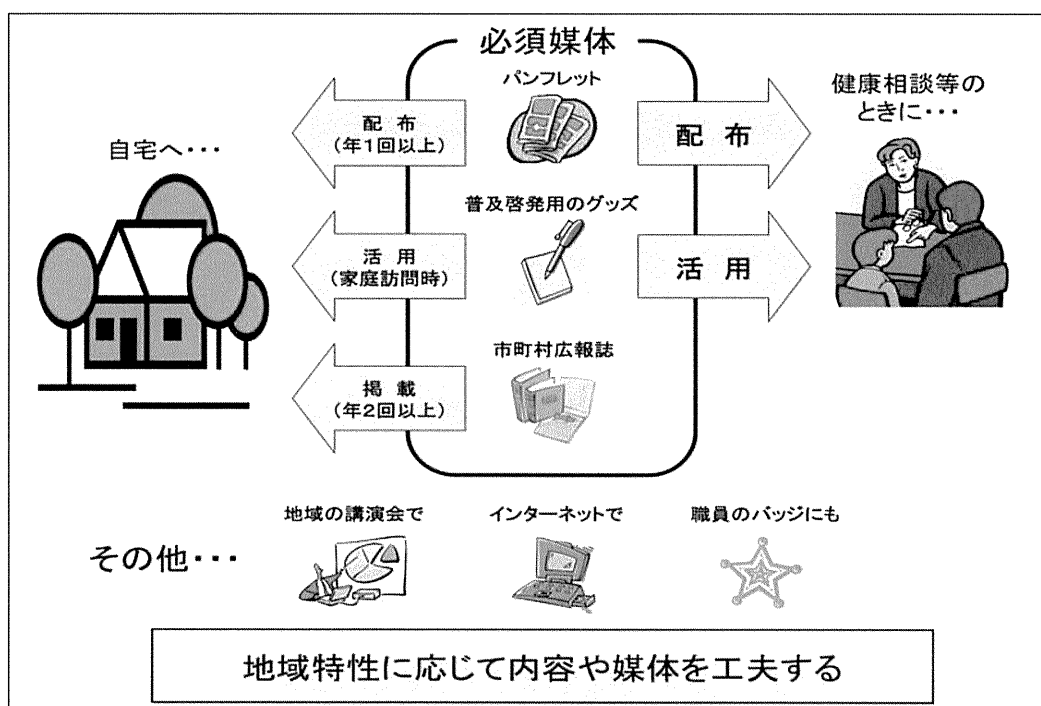 必須媒体
パンフレット
健康相談等の
ときに・・・
自宅へ・・・
配 布
(年1回以上)
配 布
普及啓発用のグッズ
活 用
(家庭訪問時)
活 用
市町村広報誌
掲 載
(年2回以上)
地域の講演会で
インターネットで
職員のバッジにも
その他・・・
地域特性に応じて内容や媒体を工夫する